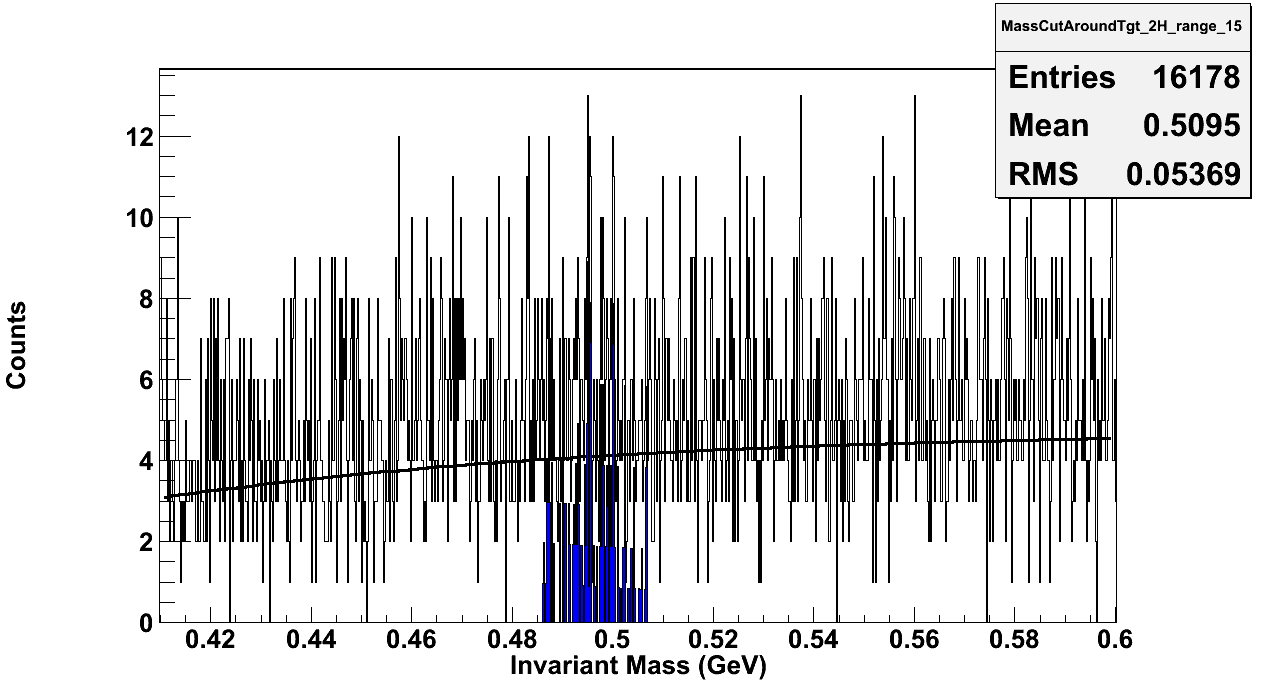 MassCutAroundTgt_2H_range_15
Entries 16178
Mean 0.5095
RMS 0.05369
Counts
12
10
8
6
4
2
0
0.42 0.44 0.46 0.48 0.5 0.52 0.54 0.56 0.58 0.6
Invariant Mass (GeV)